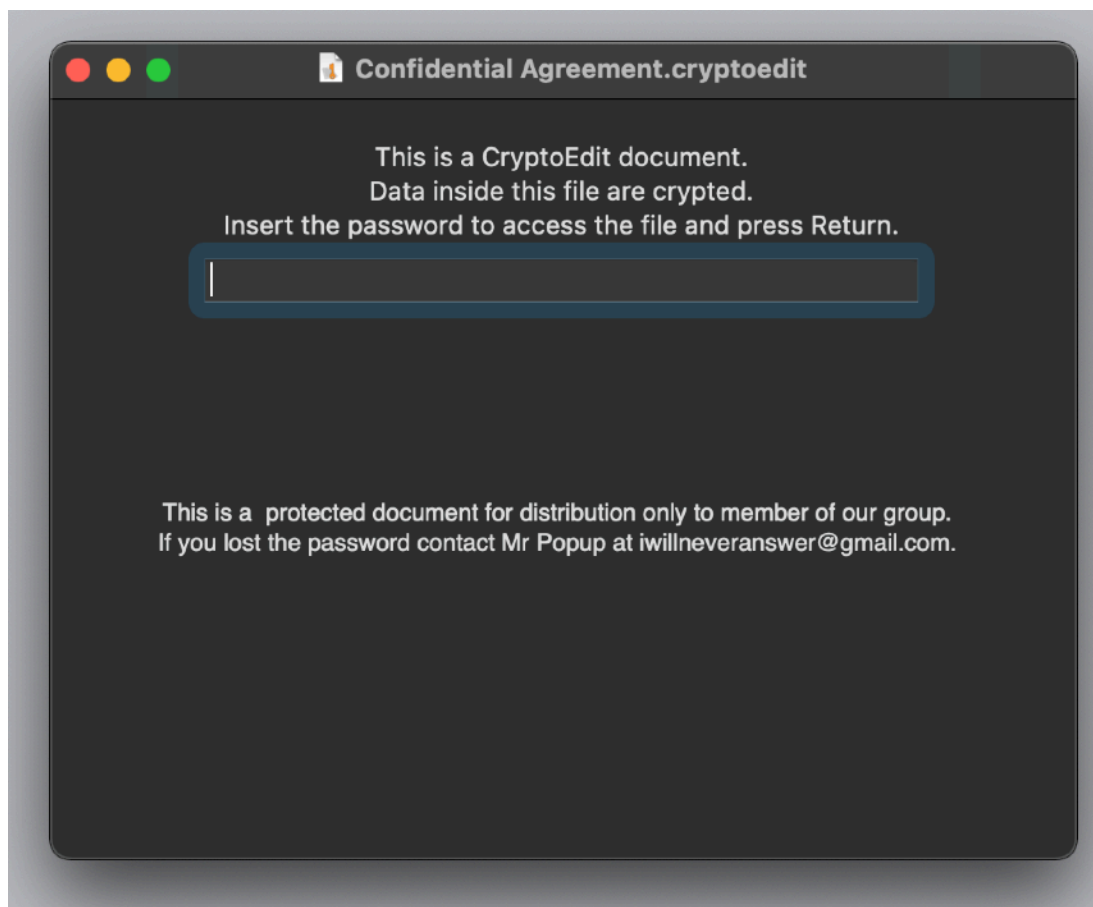 Confidential Agreement.cryptoedit
This is a CryptoEdit document.
Data inside this file are crypted.
Insert the password to access the file and press Return.
This is a  protected document for distribution only to member of our group.
If you lost the password contact Mr Popup at iwillneveranswer@gmail.com.